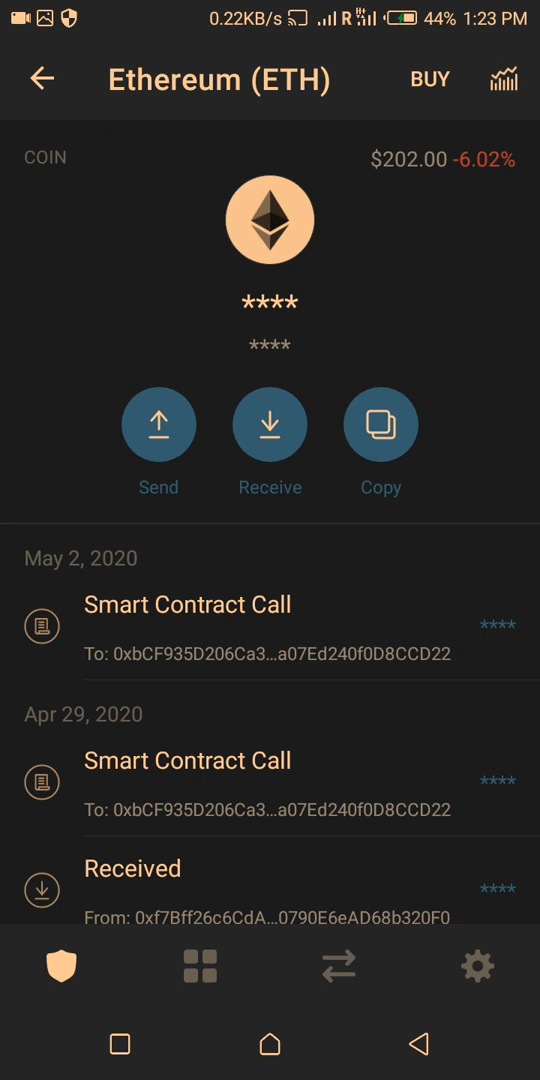 0.22KB/s R H+ 44% 1:23 PM
Ethereum (ETH) BUY
COIN $202.00 -6.02%
****
****
Send Receive Copy
May 2, 2020
Smart Contract Call
****
To: 0xbCF935D206Ca3...a07Ed240f0D8CCD22
Apr 29, 2020
Smart Contract Call
****
To: 0xbCF935D206Ca3...a07Ed240f0D8CCD22
Received
****
From: 0xf7Bff26c6CdA...0790E6eAD68b320F0